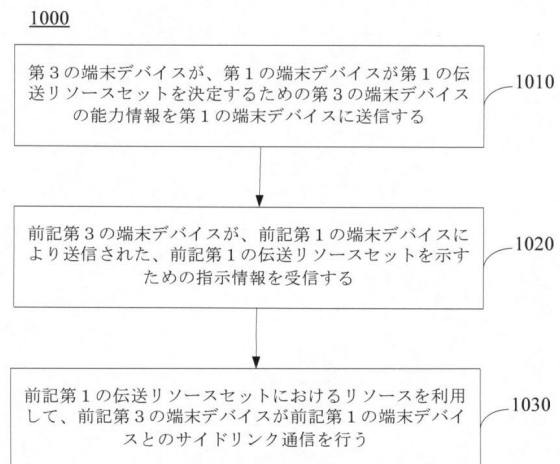 1000
第３の端末デバイスが、第１の端末デバイスが第１の伝
送リソースセットを決定するための第３の端末デバイス
の能力情報を第１の端末デバイスに送信する
1010
前記第３の端末デバイスが、前記第１の端末デバイスに
より送信された、前記第１の伝送リソースセットを示す
ための指示情報を受信する
1020
前記第１の伝送リソースセットにおけるリソースを利用
して、前記第３の端末デバイスが前記第１の端末デバイ
スとのサイドリンク通信を行う
1030